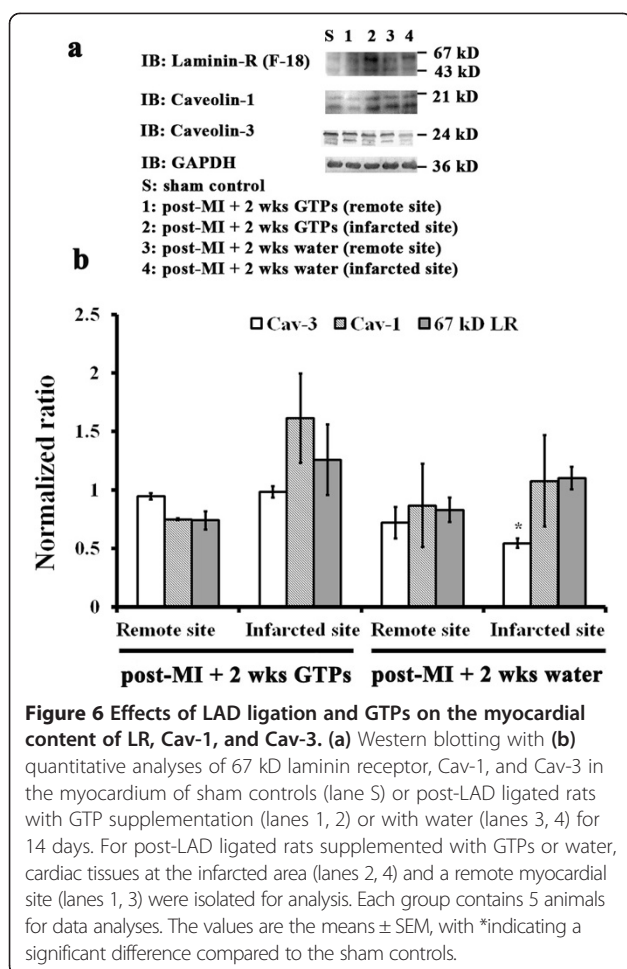 a
S 1 2 3 4
IB: Laminin-R (F-18)
67 kD
43 kD
IB: Caveolin-1
21 kD
IB: Caveolin-3
24 kD
IB: GAPDH
36 kD
S: sham control
1: post-MI + 2 wks GTPs (remote site)
2: post-MI + 2 wks GTPs (infarcted site)
3: post-MI + 2 wks water (remote site)
4: post-MI + 2 wks water (infarcted site)
b
2.5
Cav-3 Cav-1 67 kD LR
2
1.5
1
0.5
0
Normalized ratio
*
Remote site Infarcted site Remote site Infarcted site
post-MI + 2 wks GTPs post-MI + 2 wks water
Figure 6 Effects of LAD ligation and GTPs on the myocardial
content of LR, Cav-1, and Cav-3. (a) Western blotting with (b)
quantitative analyses of 67 kD laminin receptor, Cav-1, and Cav-3 in
the myocardium of sham controls (lane S) or post-LAD ligated rats
with GTP supplementation (lanes 1, 2) or with water (lanes 3, 4) for
14 days. For post-LAD ligated rats supplemented with GTPs or water,
cardiac tissues at the infarcted area (lanes 2, 4) and a remote myocardial
site (lanes 1, 3) were isolated for analysis. Each group contains 5 animals
for data analyses. The values are the means ± SEM, with *indicating a
significant difference compared to the sham controls.